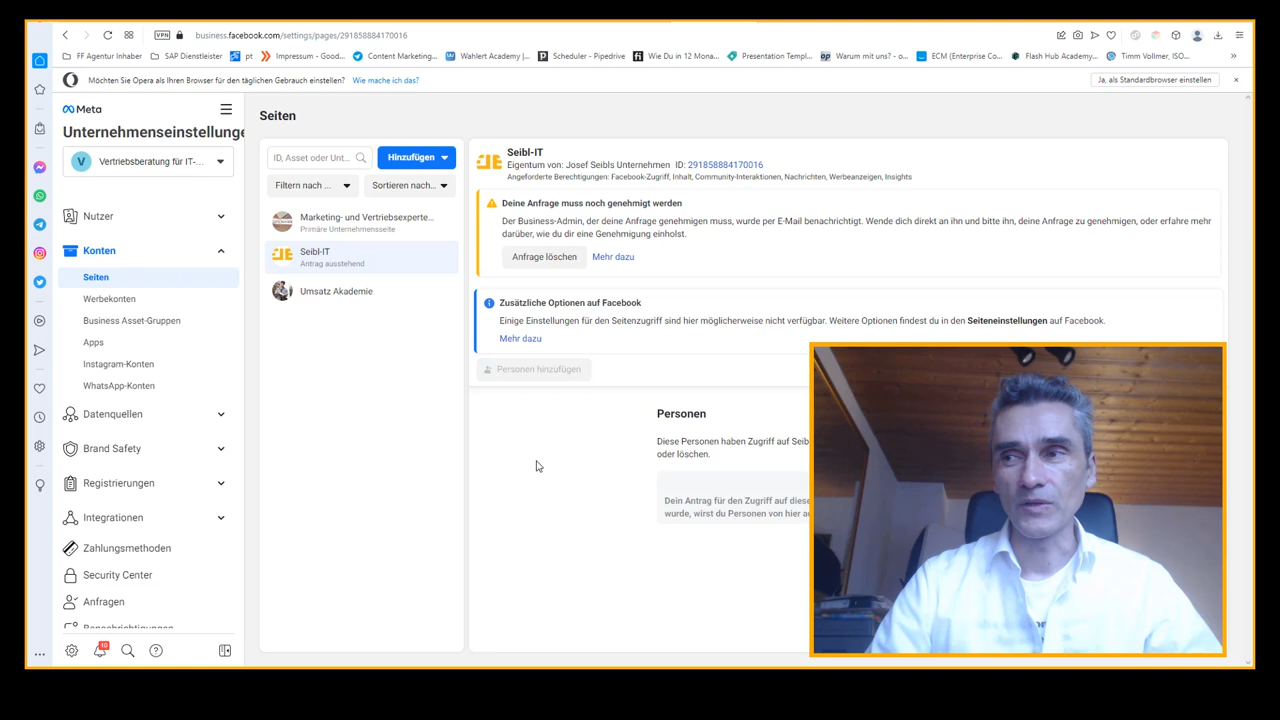 business.facebook.com/settings/pages/291858884170016
VPN
FF Agentur Inhaber
SAP Dienstleister
pt
Impressum - Good...
Content Marketing...
Wahlert Academy |...
Scheduler - Pipedrive
Wie Du in 12 Mona...
Presentation Templ...
Warum mit uns? - o...
ECM (Enterprise Co...
Flash Hub Academy...
Timm Vollmer, ISO...
Möchten Sie Opera als Ihren Browser für den täglichen Gebrauch einstellen?
Wie mache ich das?
Ja, als Standardbrowser einstellen
Meta
Unternehmenseinstellunge
V
Vertriebsberatung für IT-...
Nutzer
Konten
Seiten
Werbekonten
Business Asset-Gruppen
Apps
Instagram-Konten
WhatsApp-Konten
Datenquellen
Brand Safety
Registrierungen
Integrationen
Zahlungsmethoden
Security Center
Anfragen
Benachrichtigungen
10
Seiten
ID, Asset oder Unt...
Hinzufügen
Filtern nach ...
Sortieren nach...
Marketing- und Vertriebsexperte...
Primäre Unternehmensseite
Seibl-IT
Antrag ausstehend
Umsatz Akademie
Seibl-IT
Eigentum von: Josef Seibls Unternehmen ID: 291858884170016
Angeforderte Berechtigungen: Facebook-Zugriff, Inhalt, Community-Interaktionen, Nachrichten, Werbeanzeigen, Insights
Deine Anfrage muss noch genehmigt werden
Der Business-Admin, der deine Anfrage genehmigen muss, wurde per E-Mail benachrichtigt. Wende dich direkt an ihn und bitte ihn, deine Anfrage zu genehmigen, oder erfahre mehr
darüber, wie du dir eine Genehmigung einholst.
Anfrage löschen
Mehr dazu
Zusätzliche Optionen auf Facebook
Einige Einstellungen für den Seitenzugriff sind hier möglicherweise nicht verfügbar. Weitere Optionen findest du in den Seiteneinstellungen auf Facebook.
Mehr dazu
Personen hinzufügen
Personen
Diese Personen haben Zugriff auf Seib
oder löschen.
Dein Antrag für den Zugriff auf diese
wurde, wirst du Personen von hier au